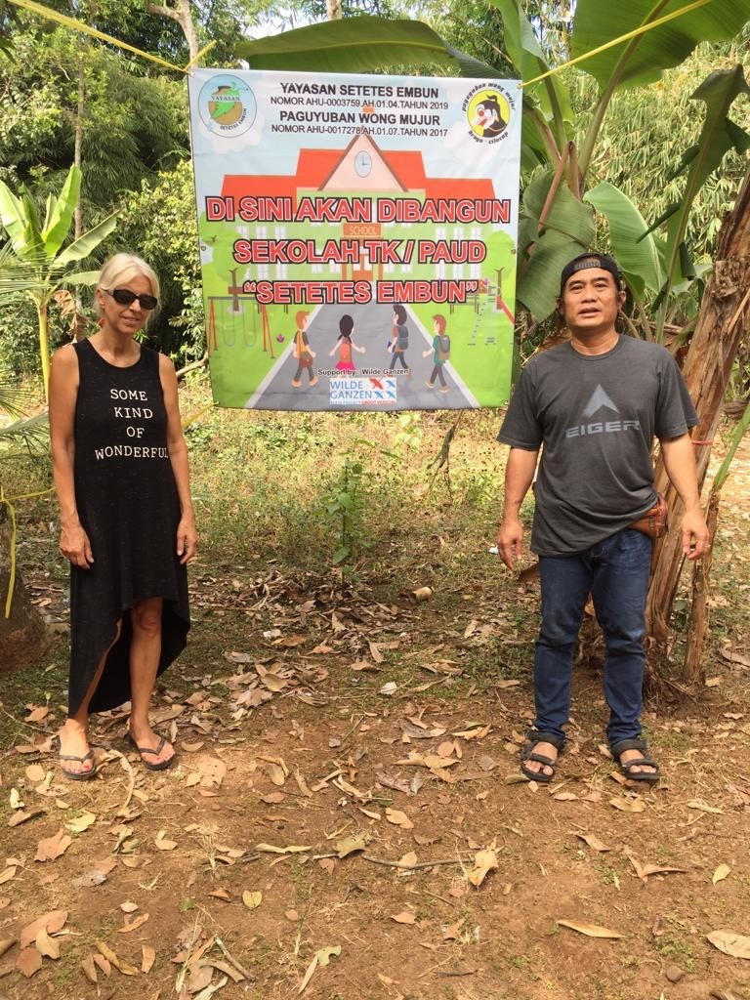 YAYASAN SETETES EMBUN
NOMOR AHU-0003759.AH.01.04.TAHUN 2019
PAGUYUBAN WONG MUJUR
NOMOR AHU-0017278.AH.01.07.TAHUN 2017
YAYASAN
SETETES EMBUN
paguyuban wong mujur
kroya - cilacap
DI SINI AKAN DIBANGUN
SCHOOL
SEKOLAH TK / PAUD
"SETETES EMBUN"
Support by: Wilde Ganzen
WILDE
GANZEN
SOME
KIND
OF
WONDERFUL
EIGER